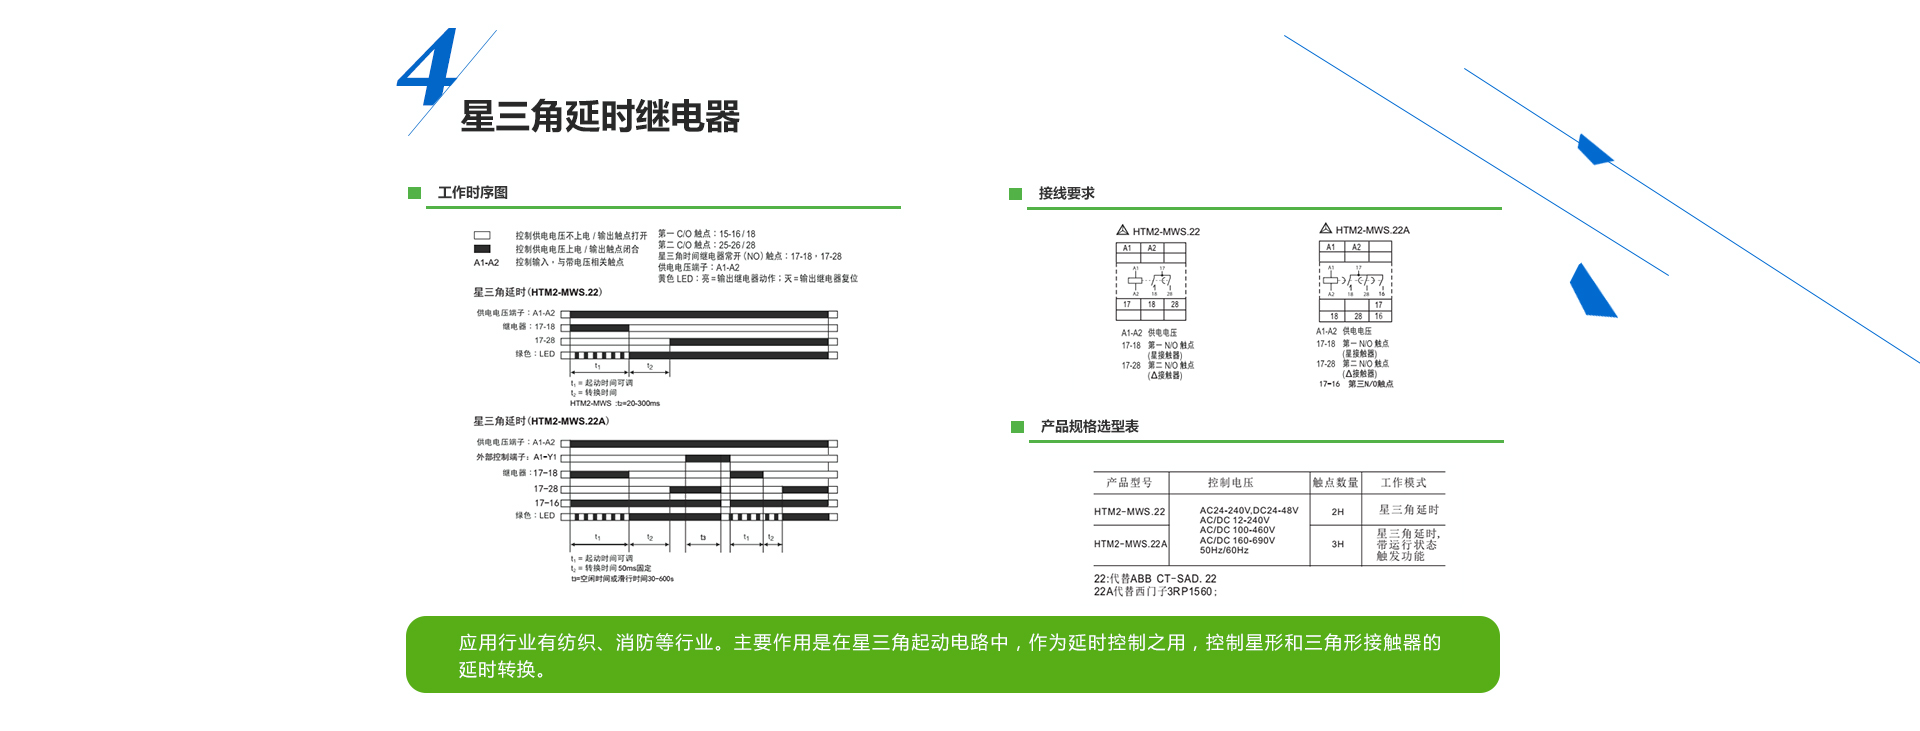 4
星三角延时继电器
工作时序图
控制供电电压不上电 / 输出触点打开
控制供电电压上电 / 输出触点闭合
A1-A2 控制输入，与带电压相关触点
第一 C/O 触点：15-16 / 18
第二 C/O 触点：25-26 / 28
星三角时间继电器常开（NO）触点：17-18，17-28
供电电压端子：A1-A2
黄色 LED：亮 = 输出继电器动作；灭 = 输出继电器复位
星三角延时（HTM2-MWS.22）
供电电压端子：A1-A2
继电器：17-18
17-28
绿色：LED
t1 t2
t1 = 起动时间可调
t2 = 转换时间
HTM2-MWS :t2=20-300ms
星三角延时（HTM2-MWS.22A）
供电电压端子：A1-A2
外部控制端子：A1-Y1
继电器：17-18
17-28
17-16
绿色：LED
t1 t2 t3 t1 t2
t1 = 起动时间可调
t2 = 转换时间 50ms固定
t3=空闲时间或滑行时间30-600s
接线要求
HTM2-MWS.22
A1 A2
A1 17
A2 18 28
17 18 28
A1-A2 供电电压
17-18 第一 N/O 触点
(星接触器)
17-28 第二 N/O 触点
(Δ接触器)
HTM2-MWS.22A
A1 A2
A1 17
A2 18 28 16
17
18 28 16
A1-A2 供电电压
17-18 第一 N/O 触点
(星接触器)
17-28 第二 N/O 触点
(Δ接触器)
17-16 第三N/O触点
产品规格选型表
产品型号 控制电压 触点数量 工作模式
HTM2-MWS.22 2H 星三角延时
AC24-240V,DC24-48V
AC/DC 12-240V
AC/DC 100-460V
AC/DC 160-690V
50Hz/60Hz
HTM2-MWS.22A 3H 星三角延时,
带运行状态
触发功能
22:代替ABB CT-SAD. 22
22A代替西门子3RP1560;
应用行业有纺织、消防等行业。主要作用是在星三角起动电路中，作为延时控制之用，控制星形和三角形接触器的
延时转换。